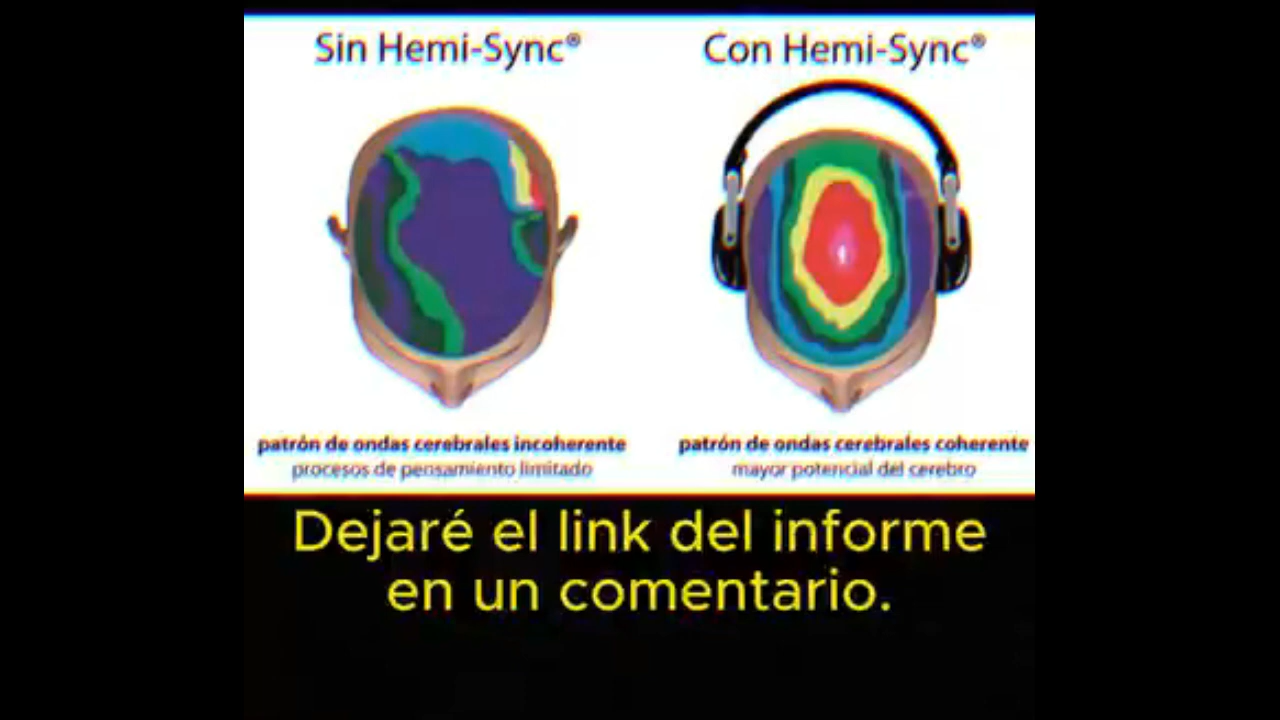 Sin Hemi-Sync®
Con Hemi-Sync®
patrón de ondas cerebrales incoherente
procesos de pensamiento limitado
patrón de ondas cerebrales coherente
mayor potencial del cerebro
Dejaré el link del informe
en un comentario.